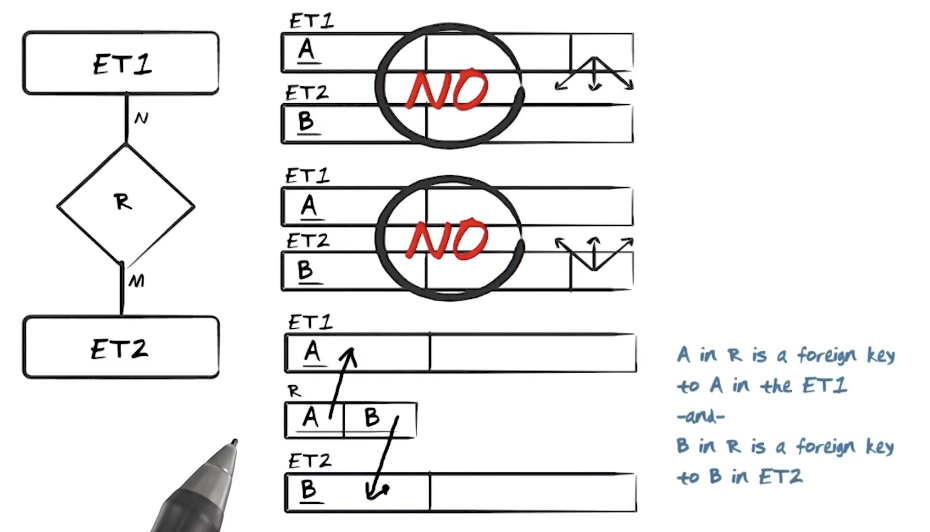 ET1
N
R
M
ET2
ET1
A
NO
ET2
B
ET1
A
NO
ET2
B
ET1
A
R
A B
ET2
B
A in R is a foreign key
to A in the ET1
-and-
B in R is a foreign key
to B in ET2